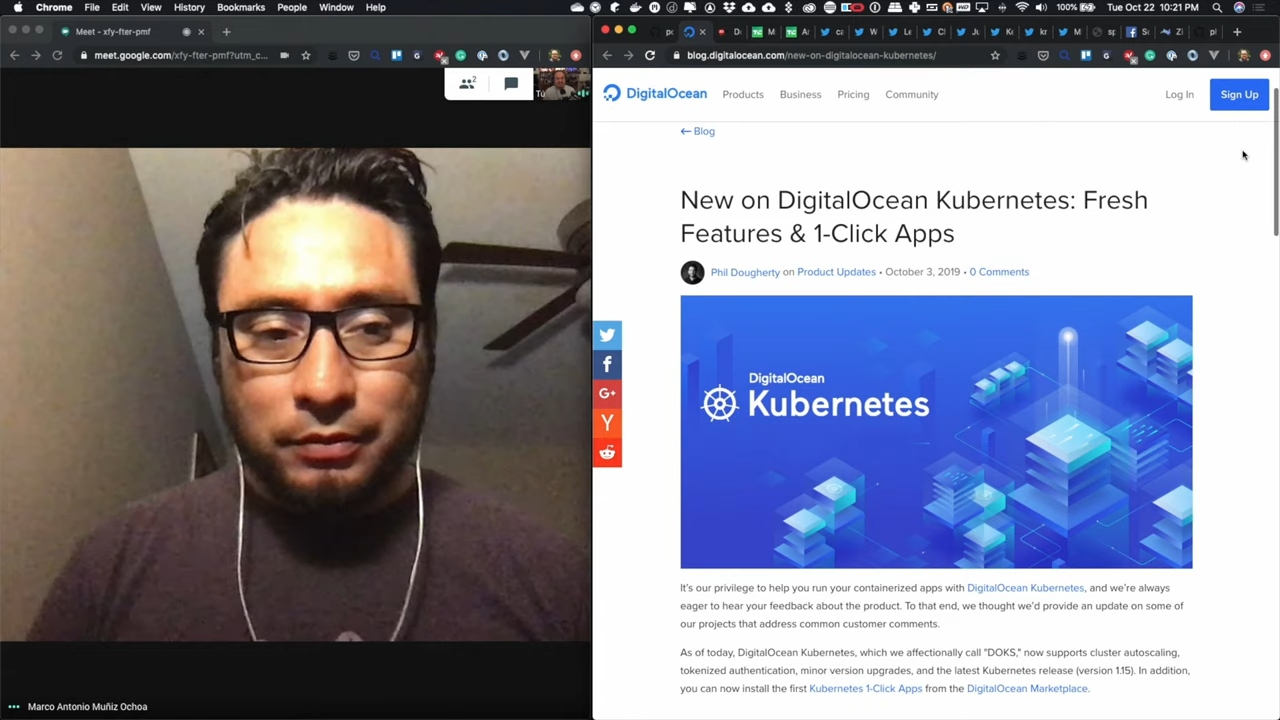 Chrome File Edit View History Bookmarks People Window Help
100% Tue Oct 22 10:21 PM
Meet - xfy-fter-pmf
meet.google.com/xfy-fter-pmf?utm_c...
2
Tu
Marco Antonio Muñiz Ochoa
blog.digitalocean.com/new-on-digitalocean-kubernetes/
DigitalOcean Products Business Pricing Community Log In Sign Up
← Blog
New on DigitalOcean Kubernetes: Fresh
Features & 1-Click Apps
Phil Dougherty on Product Updates • October 3, 2019 • 0 Comments
DigitalOcean
Kubernetes
It's our privilege to help you run your containerized apps with DigitalOcean Kubernetes, and we're always
eager to hear your feedback about the product. To that end, we thought we'd provide an update on some of
our projects that address common customer comments.
As of today, DigitalOcean Kubernetes, which we affectionally call "DOKS," now supports cluster autoscaling,
tokenized authentication, minor version upgrades, and the latest Kubernetes release (version 1.15). In addition,
you can now install the first Kubernetes 1-Click Apps from the DigitalOcean Marketplace.